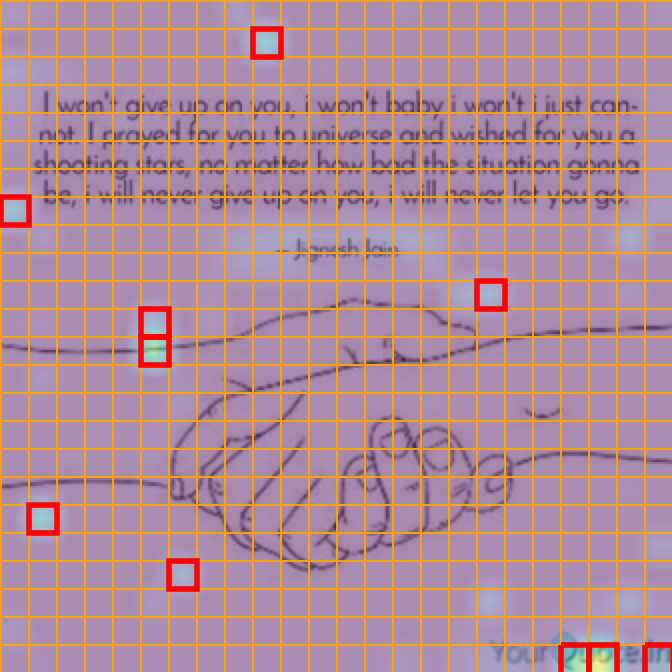 I won't give up on you, i won't baby i won't i just can-
not. I prayed for you to universe and wished for you a
shooting stars, no matter how bad the situation gonna
be, i will never give up on you, i will never let you go.
-- Jignesh Jain
YourQuote.in